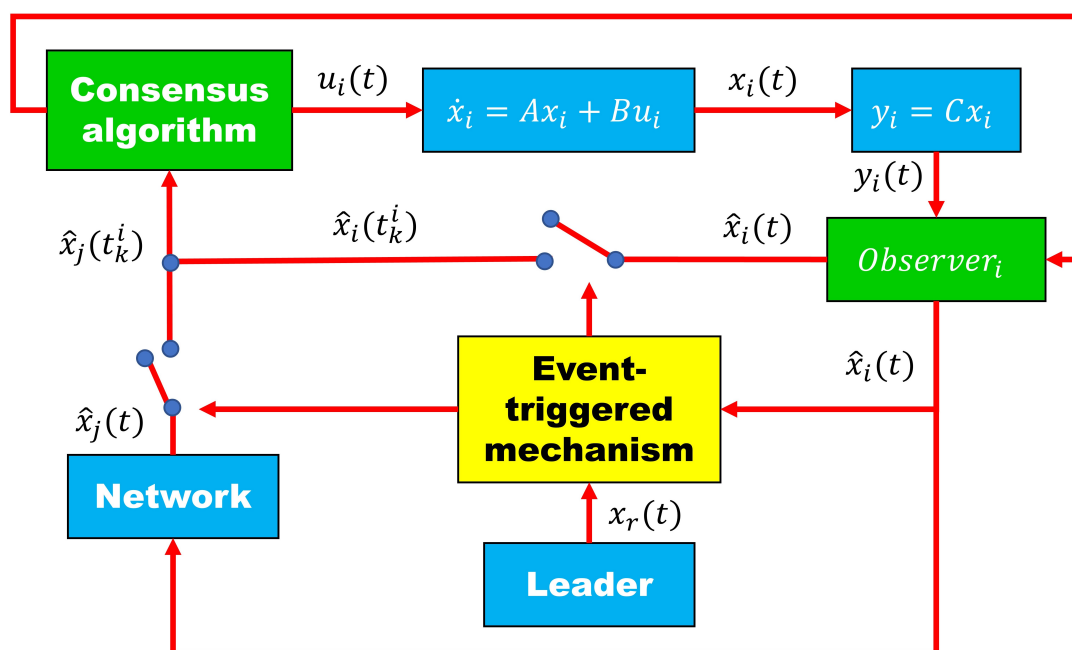 Consensus
algorithm
u_i(t)
ẋ_i = Ax_i + Bu_i
x_i(t)
y_i = Cx_i
y_i(t)
x̂_j(t_k^i)
x̂_i(t_k^i)
x̂_i(t)
Observer_i
Event-
triggered
mechanism
x̂_i(t)
x̂_j(t)
Network
x_r(t)
Leader